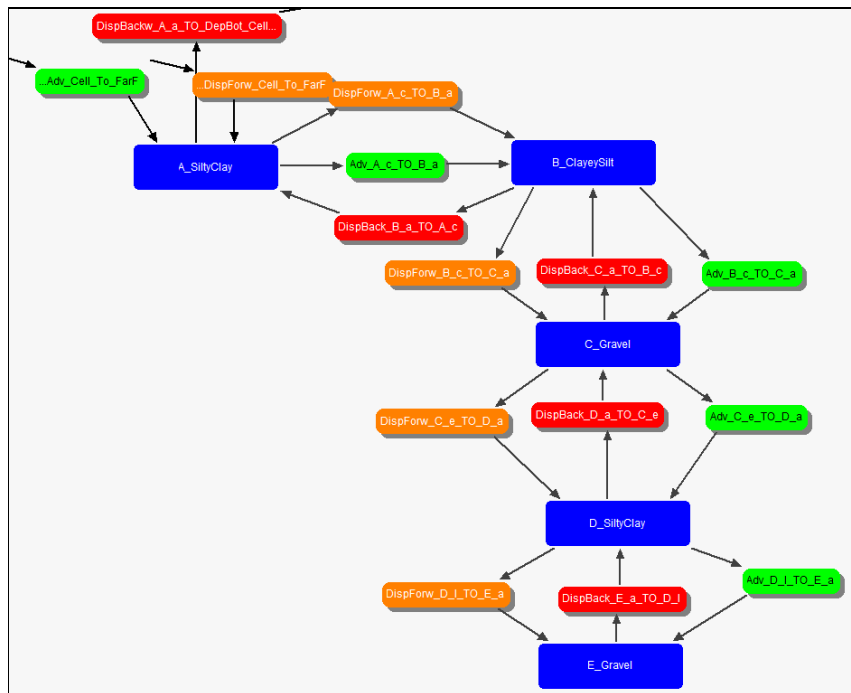 DispBackw_A_a_TO_DepBot_Cell...
...Adv_Cell_To_FarF
...DispForw_Cell_To_FarF
DispForw_A_c_TO_B_a
A_SiltyClay
Adv_A_c_TO_B_a
B_ClayeySilt
DispBack_B_a_TO_A_c
DispForw_B_c_TO_C_a
DispBack_C_a_TO_B_c
Adv_B_c_TO_C_a
C_Gravel
DispForw_C_e_TO_D_a
DispBack_D_a_TO_C_e
Adv_C_e_TO_D_a
D_SiltyClay
DispForw_D_l_TO_E_a
DispBack_E_a_TO_D_l
Adv_D_l_TO_E_a
E_Gravel